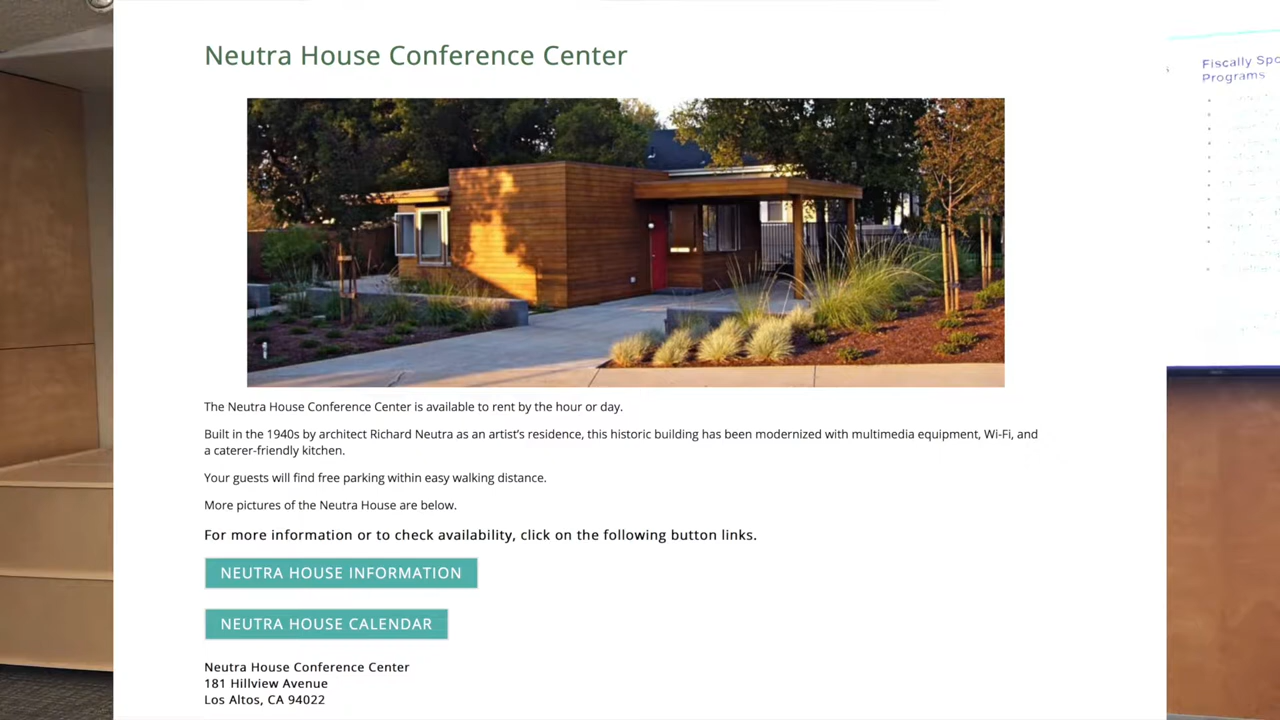 Neutra House Conference Center
Fiscally Spo
Programs
The Neutra House Conference Center is available to rent by the hour or day.
Built in the 1940s by architect Richard Neutra as an artist's residence, this historic building has been modernized with multimedia equipment, Wi-Fi, and
a caterer-friendly kitchen.
Your guests will find free parking within easy walking distance.
More pictures of the Neutra House are below.
For more information or to check availability, click on the following button links.
NEUTRA HOUSE INFORMATION
NEUTRA HOUSE CALENDAR
Neutra House Conference Center
181 Hillview Avenue
Los Altos, CA 94022